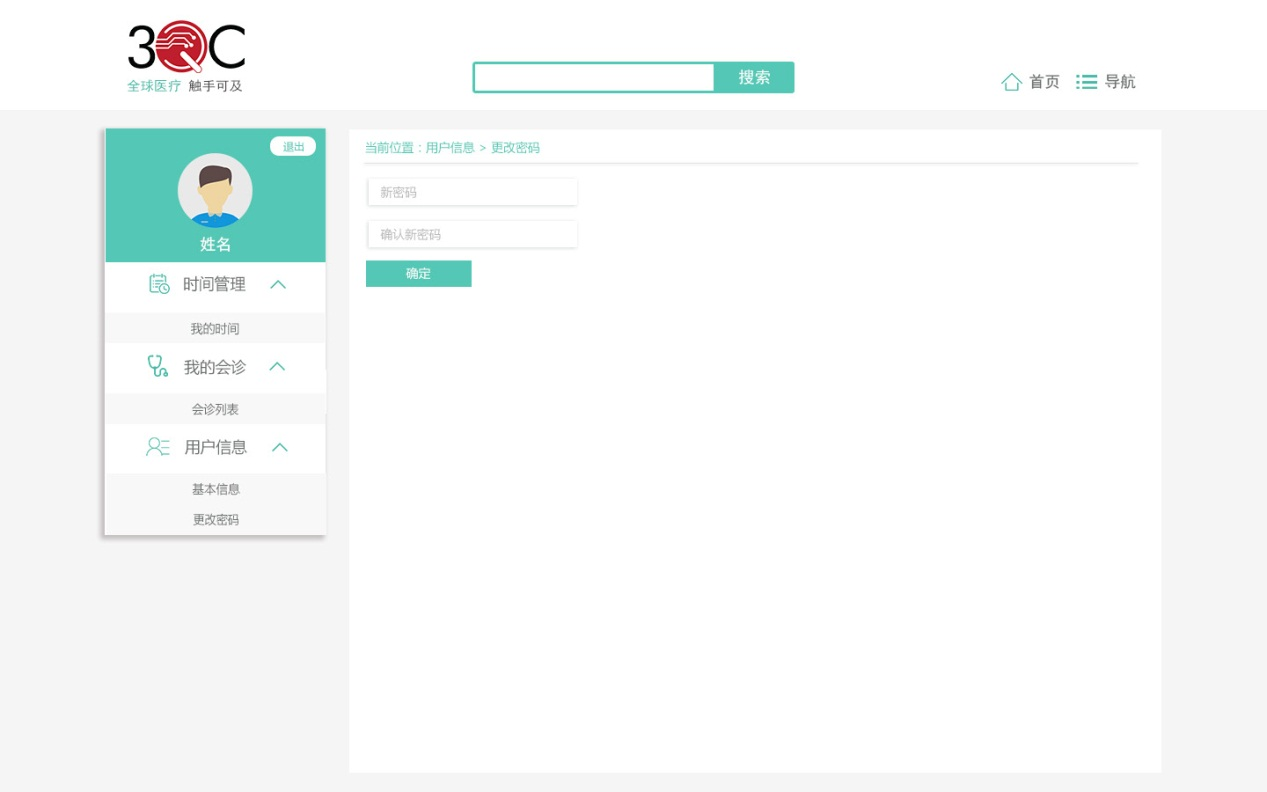 3QC
全球医疗 触手可及
搜索
首页
导航
退出
姓名
时间管理
我的时间
我的会诊
会诊列表
用户信息
基本信息
更改密码
当前位置：用户信息 > 更改密码
新密码
确认新密码
确定